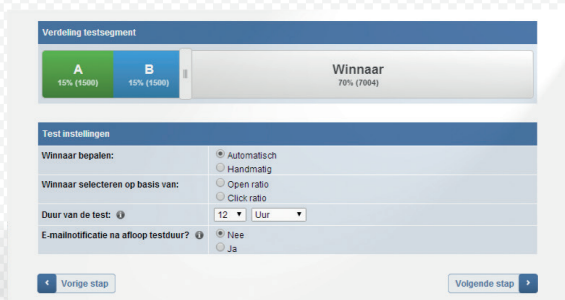 Verdeling testsegment
A B Winnaar
15% (1500) 15% (1500) 70% (7004)
Test instellingen
Winnaar bepalen: Automatisch
Handmatig
Winnaar selecteren op basis van: Open ratio
Click ratio
Duur van de test: 12 Uur
E-mailnotificatie na afloop testduur? Nee
Ja
Vorige stap Volgende stap